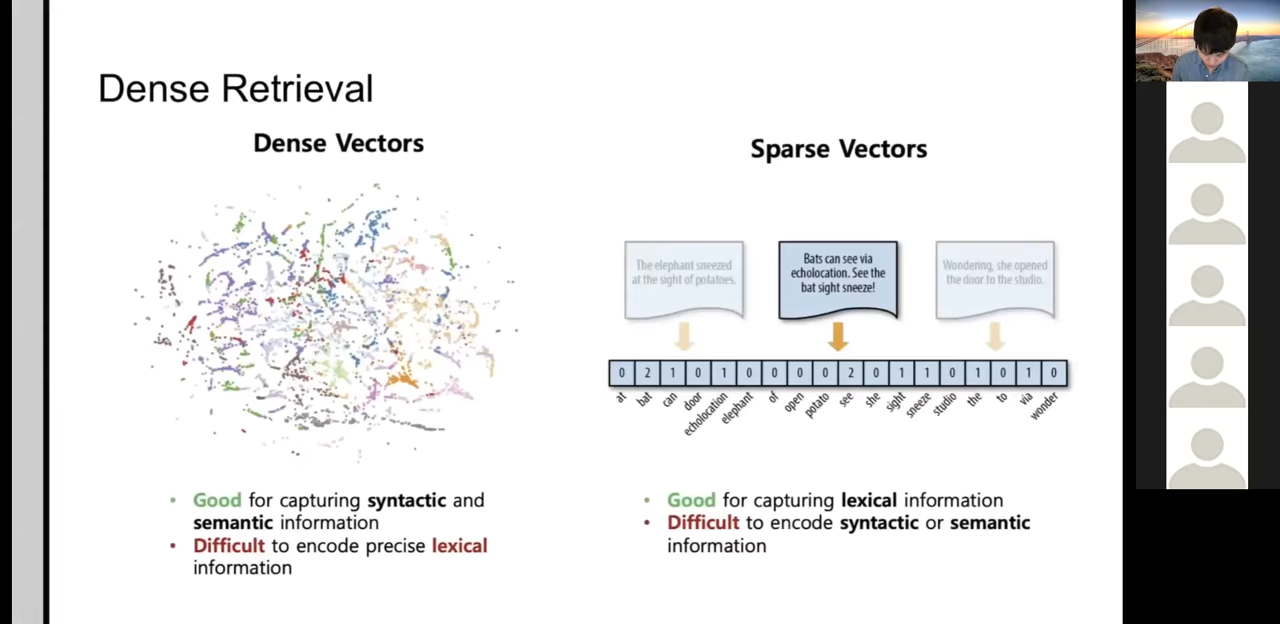 Dense Retrieval
Dense Vectors
• Good for capturing syntactic and
semantic information
• Difficult to encode precise lexical
information
Sparse Vectors
The elephant sneezed
at the sight of potatoes.
Bats can see via
echolocation. See the
bat sight sneeze!
Wondering, she opened
the door to the studio.
0 2 1 0 1 0 0 0 0 2 0 1 1 0 1 0 1 0
at bat can door echolocation elephant of open potato see she sight sneeze studio the to via wonder
• Good for capturing lexical information
• Difficult to encode syntactic or semantic
information